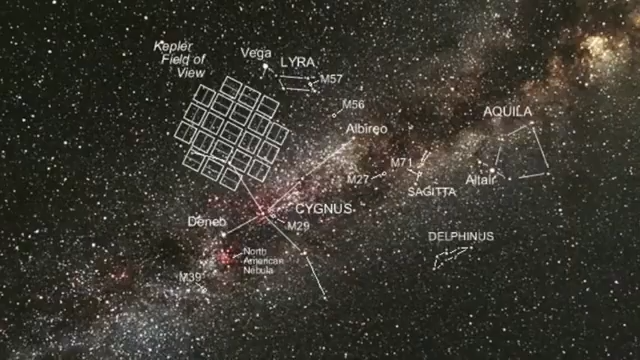 Kepler
Field of
View
Vega
LYRA
M57
M56
Albireo
AQUILA
M71
M27
Altair
SAGITTA
CYGNUS
Deneb
M29
DELPHINUS
North
American
Nebula
M39